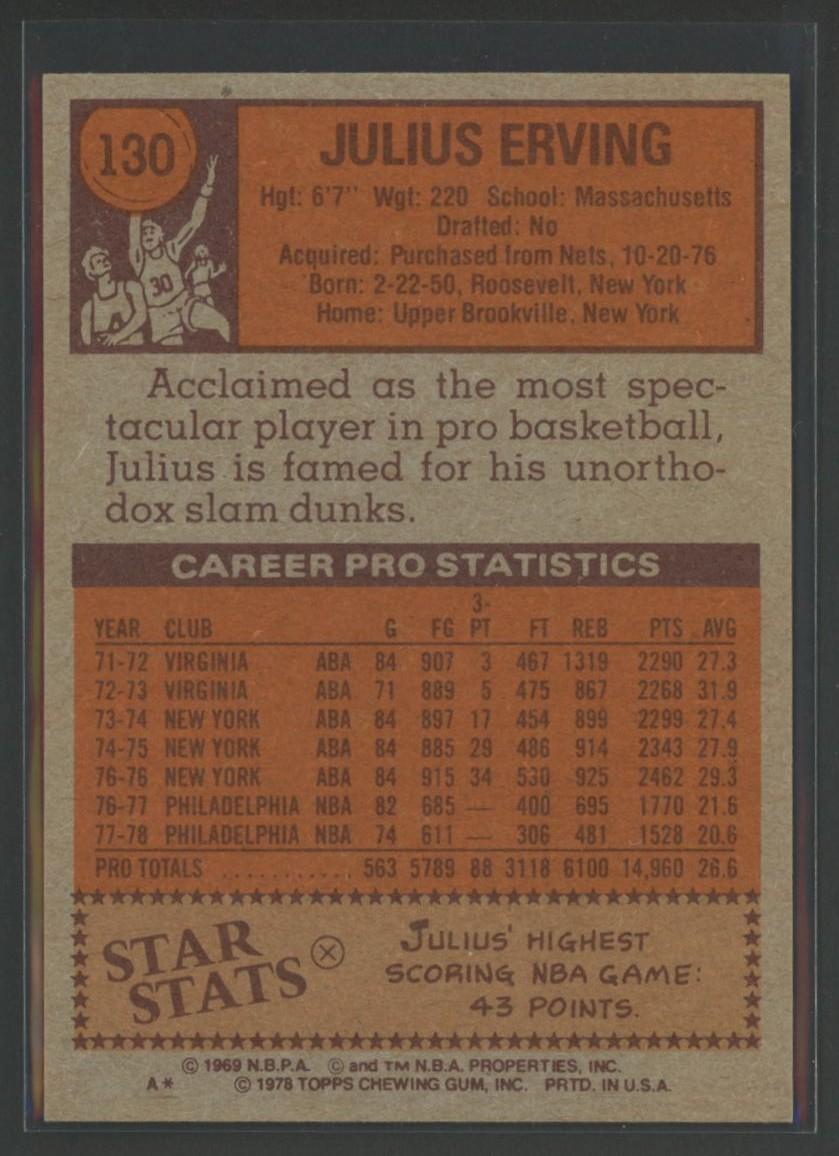 130
JULIUS ERVING
Hgt: 6'7" Wgt: 220 School: Massachusetts
Drafted: No
Acquired: Purchased from Nets, 10-20-76
Born: 2-22-50, Roosevelt, New York
Home: Upper Brookville, New York
30
Acclaimed as the most spec-
tacular player in pro basketball,
Julius is famed for his unortho-
dox slam dunks.
CAREER PRO STATISTICS
YEAR CLUB G FG 3-PT FT REB PTS AVG
71-72 VIRGINIA ABA 84 907 3 467 1319 2290 27.3
72-73 VIRGINIA ABA 71 889 5 475 867 2268 31.9
73-74 NEW YORK ABA 84 897 17 454 899 2299 27.4
74-75 NEW YORK ABA 84 885 29 486 914 2343 27.9
76-76 NEW YORK ABA 84 915 34 530 925 2462 29.3
76-77 PHILADELPHIA NBA 82 685 — 400 695 1770 21.6
77-78 PHILADELPHIA NBA 74 611 — 306 481 1528 20.6
PRO TOTALS ........... 563 5789 88 3118 6100 14,960 26.6
STAR STATS
JULIUS' HIGHEST
SCORING NBA GAME:
43 POINTS.
© 1969 N.B.P.A. © and TM N.B.A. PROPERTIES, INC.
A* © 1978 TOPPS CHEWING GUM, INC. PRTD. IN U.S.A.